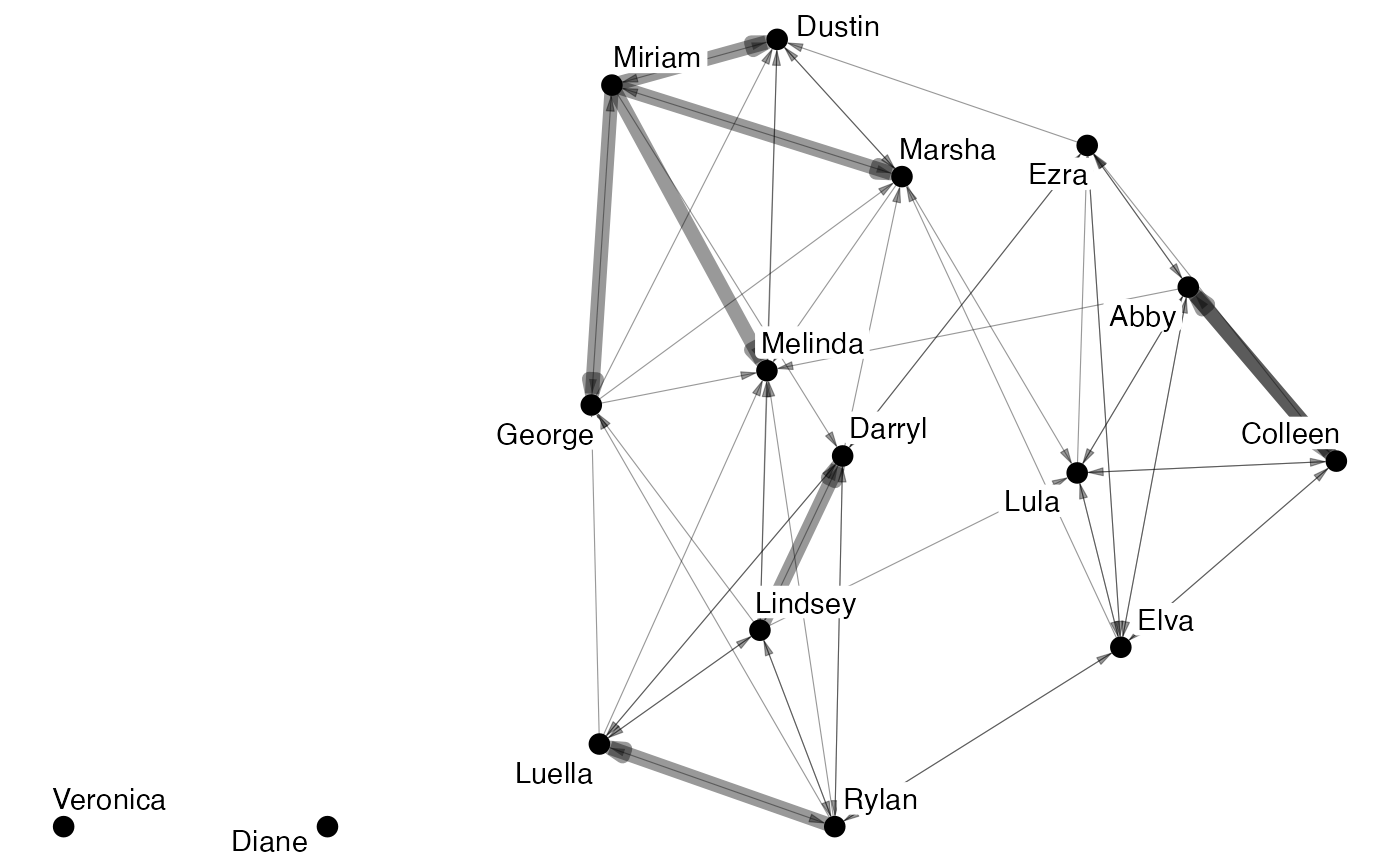 Dustin
Miriam
Marsha
Ezra
Abby
Melinda
Darryl
George
Colleen
Lula
Lindsey
Elva
Luella
Veronica
Rylan
Diane